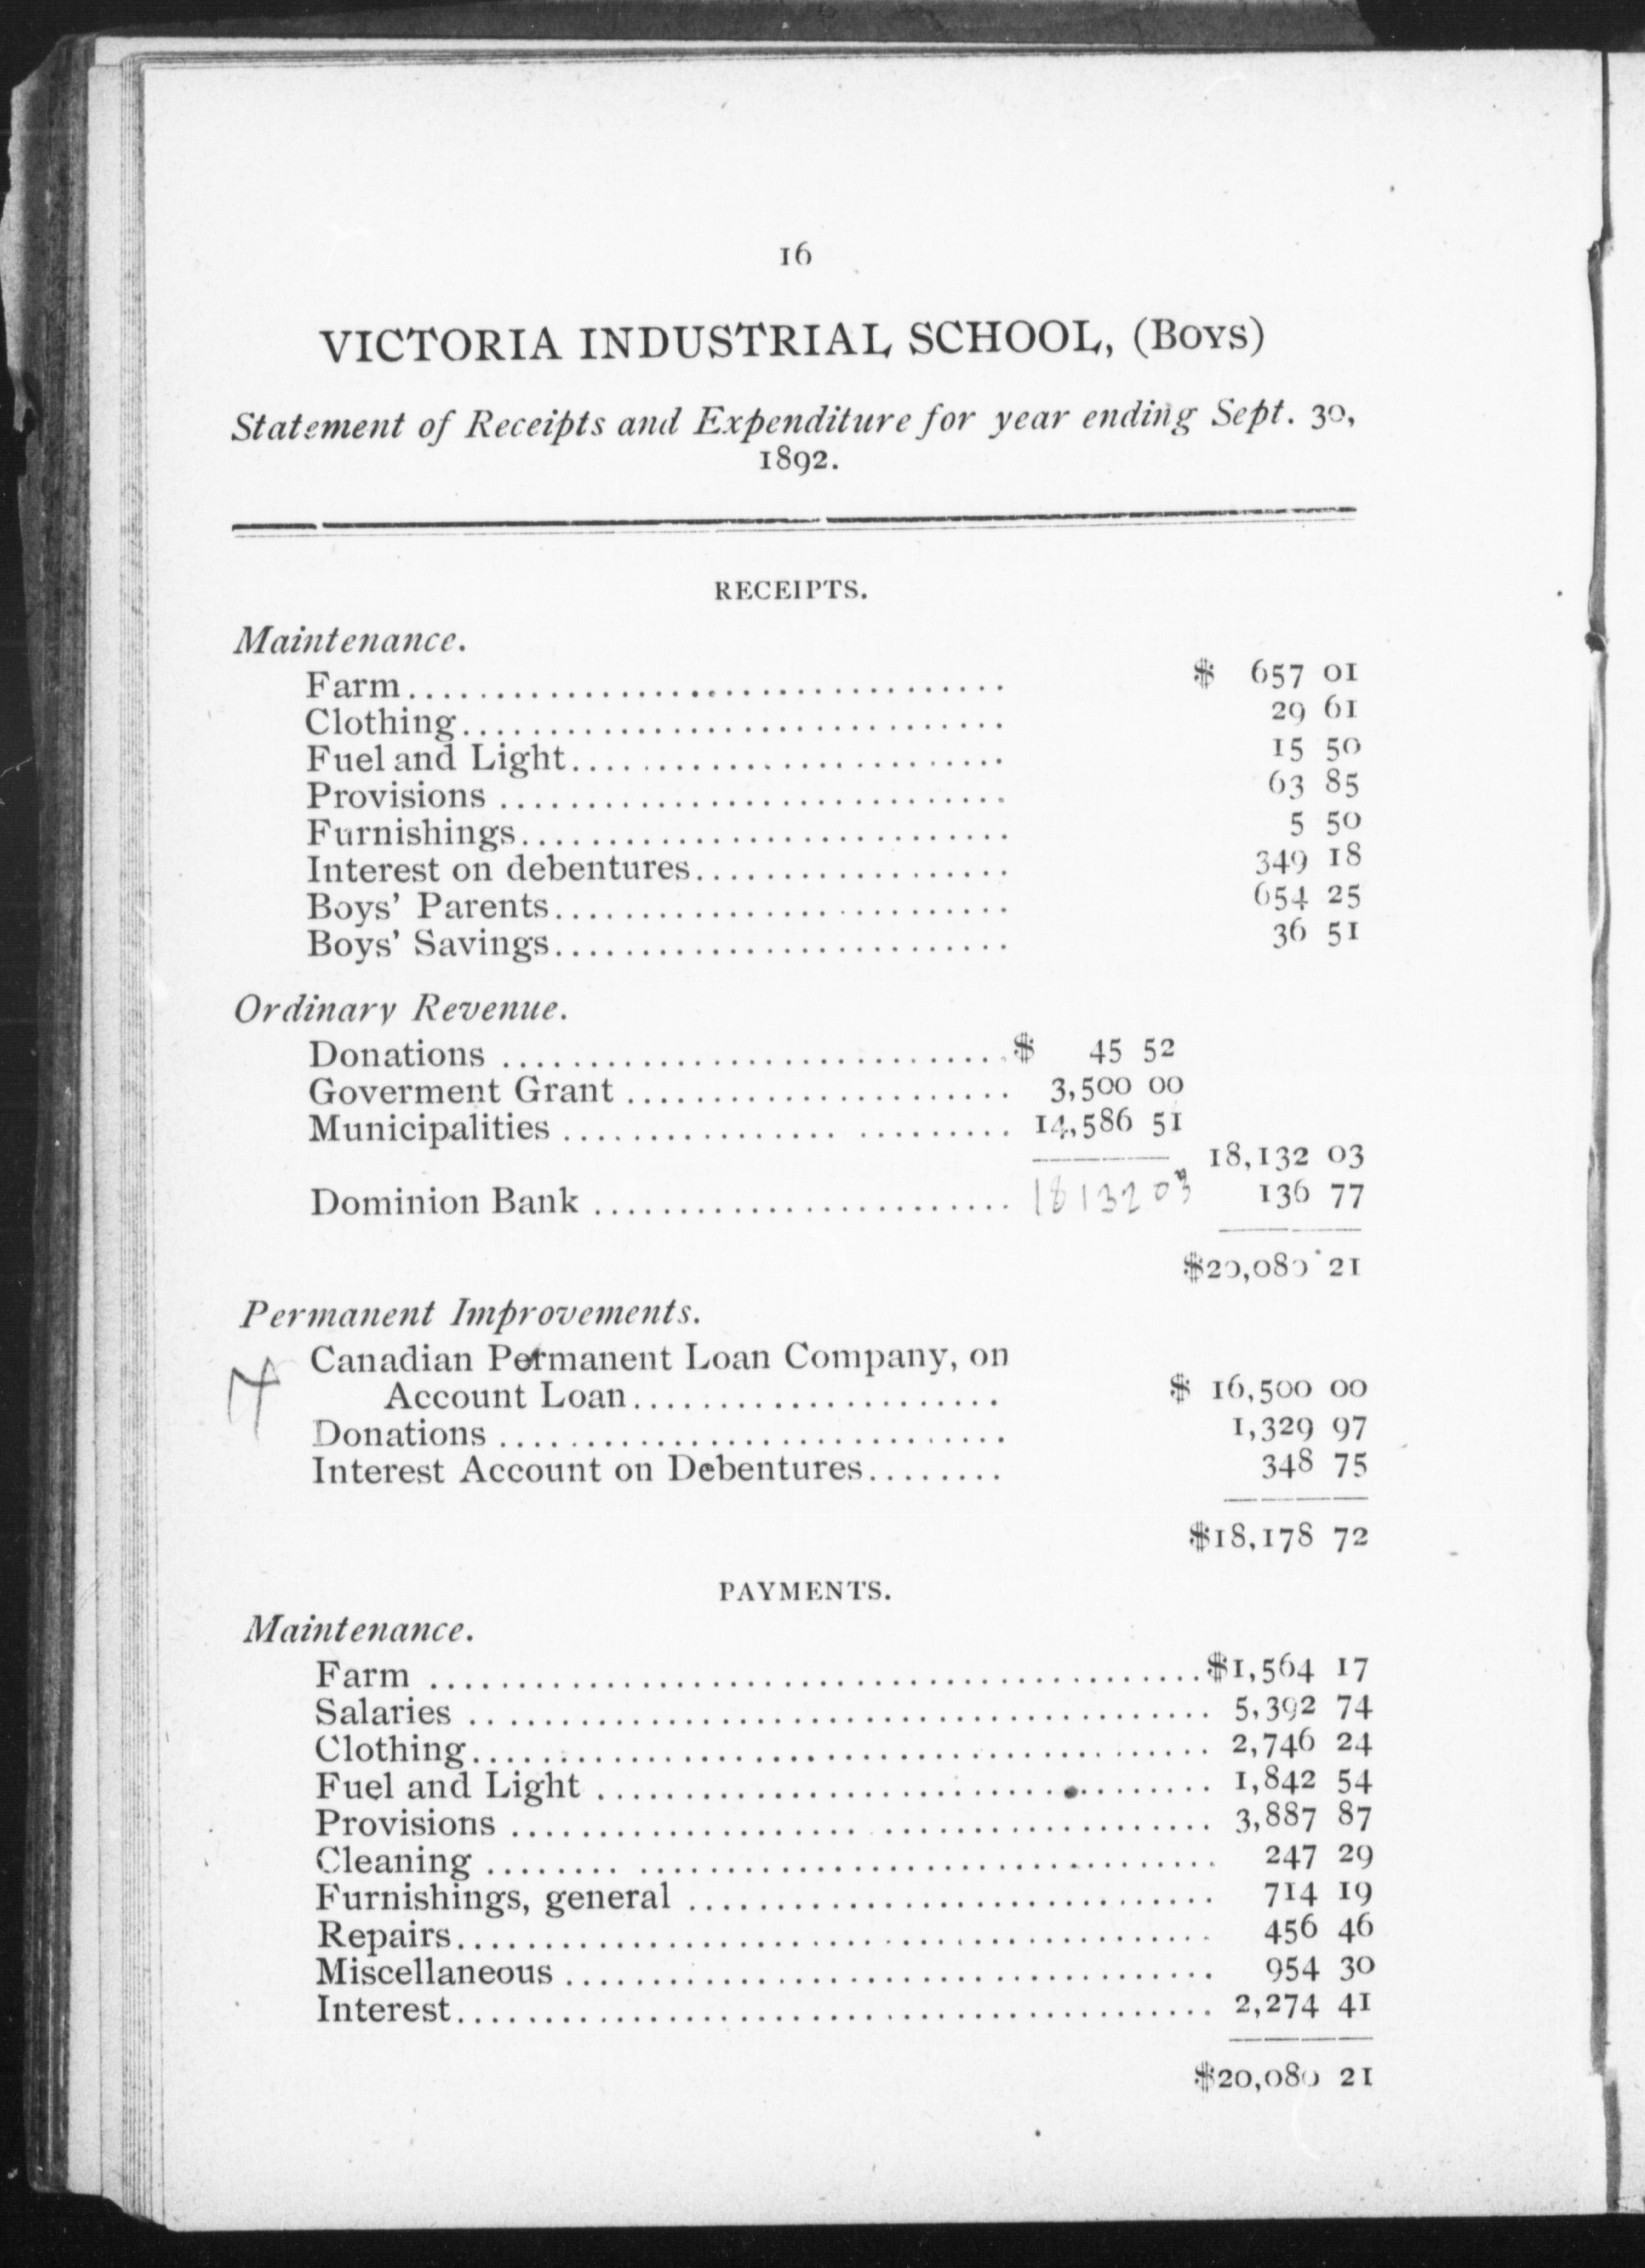 16
VICTORIA INDUSTRIAL SCHOOL, (Boys)
Statement of Receipts and Expenditure for year ending Sept. 30,
1892.
RECEIPTS.
Maintenance.
Farm.................................. $ 657 01
Clothing............................... 29 61
Fuel and Light......................... 15 50
Provisions ............................. 63 85
Furnishings............................ 5 50
Interest on debentures.................. 349 18
Boys' Parents.......................... 654 25
Boys' Savings.......................... 36 51
Ordinary Revenue.
Donations ............................. $ 45 52
Goverment Grant ...................... 3,500 00
Municipalities ................ ......... 14,586 51
18,132 03
Dominion Bank ........................ 18132 03 136 77
$20,080 21
Permanent Improvements.
Canadian Permanent Loan Company, on
Account Loan..................... $ 16,500 00
Donations ............................. 1,329 97
Interest Account on Debentures........ 348 75
$18,178 72
PAYMENTS.
Maintenance.
Farm ............................................ $1,564 17
Salaries .......................................... 5,392 74
Clothing.......................................... 2,746 24
Fuel and Light ................................... 1,842 54
Provisions .................... ................... 3,887 87
Cleaning ........ ................................. 247 29
Furnishings, general .............................. 714 19
Repairs........................................... 456 46
Miscellaneous ..................................... 954 30
Interest........................................... 2,274 41
$20,080 21